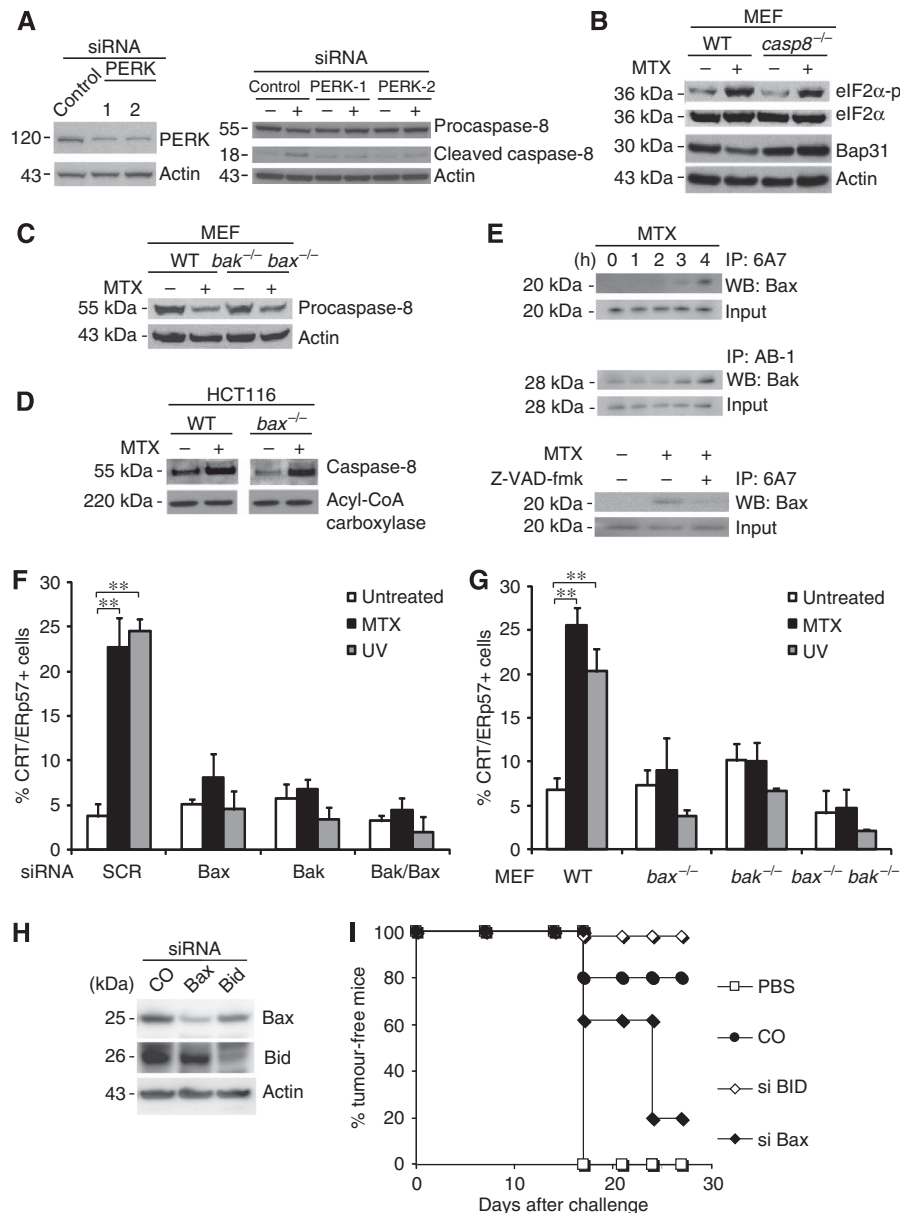 A
siRNA
Control
PERK
1 2
120 PERK
43 Actin
siRNA
Control PERK-1 PERK-2
– + – + – +
55 Procaspase-8
18 Cleaved caspase-8
43 Actin
B
MEF
WT casp8–/–
MTX – + – +
36 kDa eIF2α-p
36 kDa eIF2α
30 kDa Bap31
43 kDa Actin
C
MEF
WT bak–/– bax–/–
MTX – + – +
55 kDa Procaspase-8
43 kDa Actin
D
HCT116
WT bax–/–
MTX – + – +
55 kDa Caspase-8
220 kDa Acyl-CoA
carboxylase
E
MTX
(h) 0 1 2 3 4 IP: 6A7
20 kDa WB: Bax
20 kDa Input
IP: AB-1
28 kDa WB: Bak
28 kDa Input
MTX – + +
Z-VAD-fmk – – + IP: 6A7
20 kDa WB: Bax
20 kDa Input
F
% CRT/ERp57+ cells
30
25
20
15
10
5
0
**
**
Untreated
MTX
UV
siRNA SCR Bax Bak Bak/Bax
G
% CRT/ERp57+ cells
30
25
20
15
10
5
0
**
**
Untreated
MTX
UV
MEF WT bax–/– bak–/– bax–/– bak–/–
H
siRNA
(kDa) CO Bax Bid
25 Bax
26 Bid
43 Actin
I
% tumour-free mice
100
80
60
40
20
0
0 10 20 30
Days after challenge
PBS
CO
si BID
si Bax